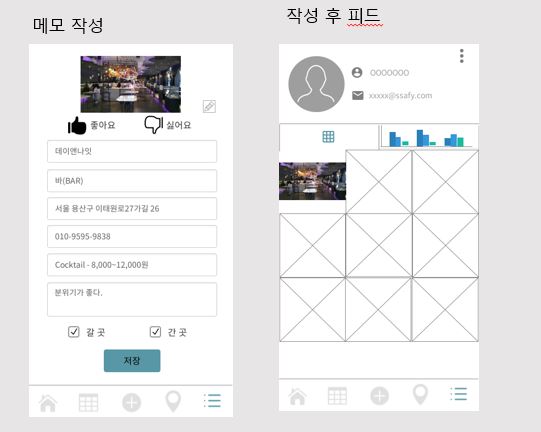 메모 작성
작성 후 피드
좋아요
싫어요
데이앤나잇
바(BAR)
서울 용산구 이태원로27가길 26
010-9595-9838
Cocktail - 8,000~12,000원
분위기가 좋다.
갈 곳
간 곳
저장
0000000
xxxxx@ssafy.com